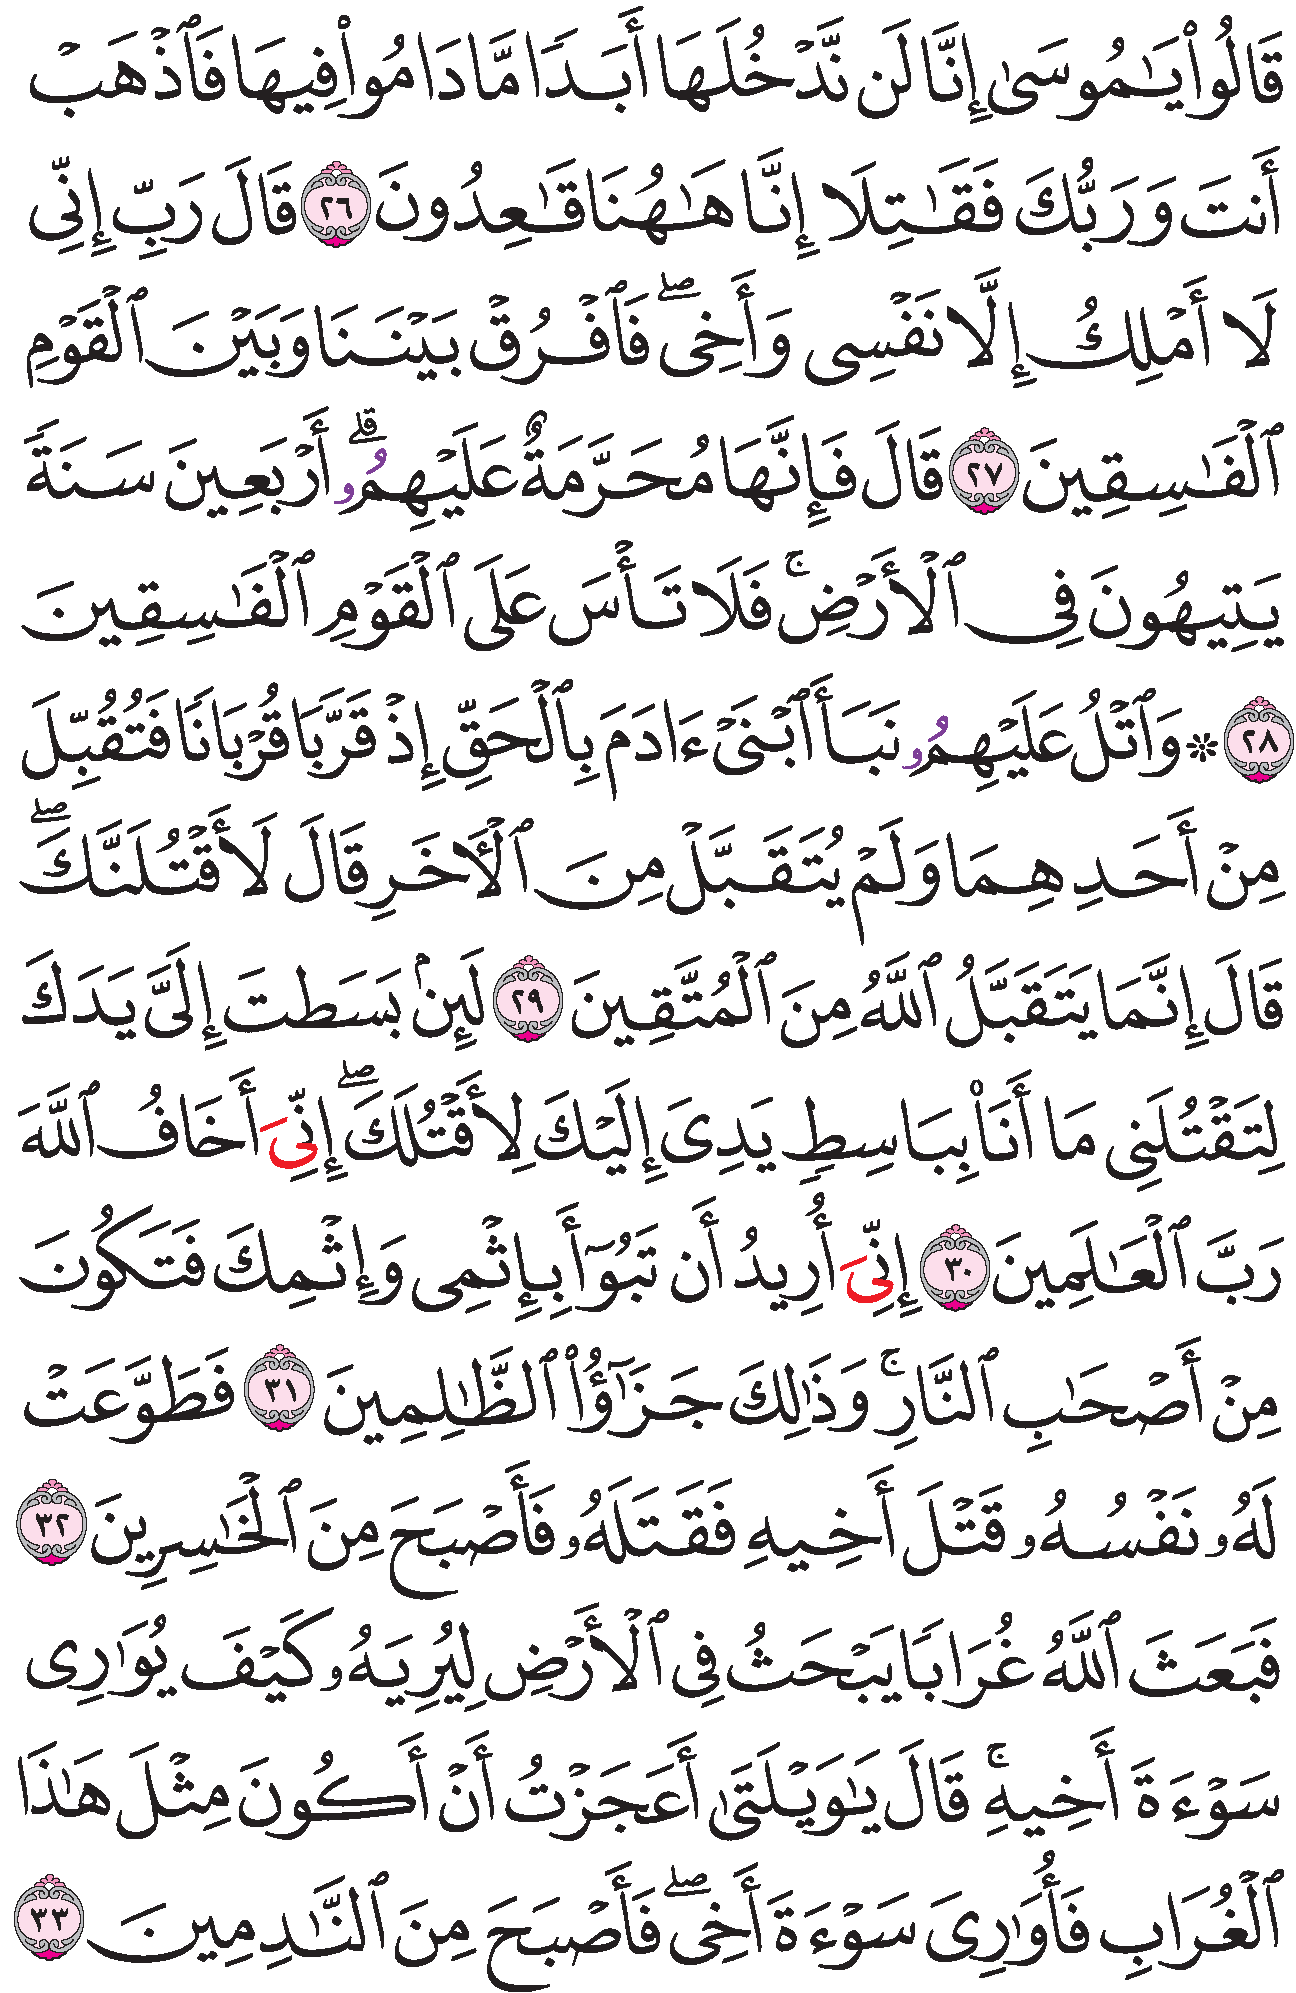 قَالُوا۟ يَٰمُوسَىٰٓ إِنَّا لَن نَّدْخُلَهَا أَبَدًا مَّا دَامُوا۟ فِيهَا فَٱذْهَبْ
أَنتَ وَرَبُّكَ فَقَٰتِلَا إِنَّا هَٰهُنَا قَٰعِدُونَ ٢٦ قَالَ رَبِّ إِنِّى
لَا أَمْلِكُ إِلَّا نَفْسِى وَأَخِى ۖ فَٱفْرُقْ بَيْنَنَا وَبَيْنَ ٱلْقَوْمِ
ٱلْفَٰسِقِينَ ٢٧ قَالَ فَإِنَّهَا مُحَرَّمَةٌ عَلَيْهِمُۥ ۗ أَرْبَعِينَ سَنَةً
يَتِيهُونَ فِى ٱلْأَرْضِ ۚ فَلَا تَأْسَ عَلَى ٱلْقَوْمِ ٱلْفَٰسِقِينَ
٢٨ ۞ وَٱتْلُ عَلَيْهِمُۥ نَبَأَ ٱبْنَىْ ءَادَمَ بِٱلْحَقِّ إِذْ قَرَّبَا قُرْبَانًا فَتُقُبِّلَ
مِنْ أَحَدِهِمَا وَلَمْ يُتَقَبَّلْ مِنَ ٱلْأَخَرِ قَالَ لَأَقْتُلَنَّكَ ۖ
قَالَ إِنَّمَا يَتَقَبَّلُ ٱللَّهُ مِنَ ٱلْمُتَّقِينَ ٢٩ لَئِنۢ بَسَطتَ إِلَىَّ يَدَكَ
لِتَقْتُلَنِى مَا أَنَا۠ بِبَاسِطٍ يَدِىَ إِلَيْكَ لِأَقْتُلَكَ ۖ إِنِّىَ أَخَافُ ٱللَّهَ
رَبَّ ٱلْعَٰلَمِينَ ٣٠ إِنِّىَ أُرِيدُ أَن تَبُوٓأَ بِإِثْمِى وَإِثْمِكَ فَتَكُونَ
مِنْ أَصْحَٰبِ ٱلنَّارِ ۚ وَذَٰلِكَ جَزَٰٓؤُا۟ ٱلظَّٰلِمِينَ ٣١ فَطَوَّعَتْ
لَهُۥ نَفْسُهُۥ قَتْلَ أَخِيهِ فَقَتَلَهُۥ فَأَصْبَحَ مِنَ ٱلْخَٰسِرِينَ ٣٢
فَبَعَثَ ٱللَّهُ غُرَابًا يَبْحَثُ فِى ٱلْأَرْضِ لِيُرِيَهُۥ كَيْفَ يُوَٰرِى
سَوْءَةَ أَخِيهِ ۚ قَالَ يَٰوَيْلَتَىٰ أَعَجَزْتُ أَنْ أَكُونَ مِثْلَ هَٰذَا
ٱلْغُرَابِ فَأُوَٰرِىَ سَوْءَةَ أَخِى ۖ فَأَصْبَحَ مِنَ ٱلنَّٰدِمِينَ ٣٣